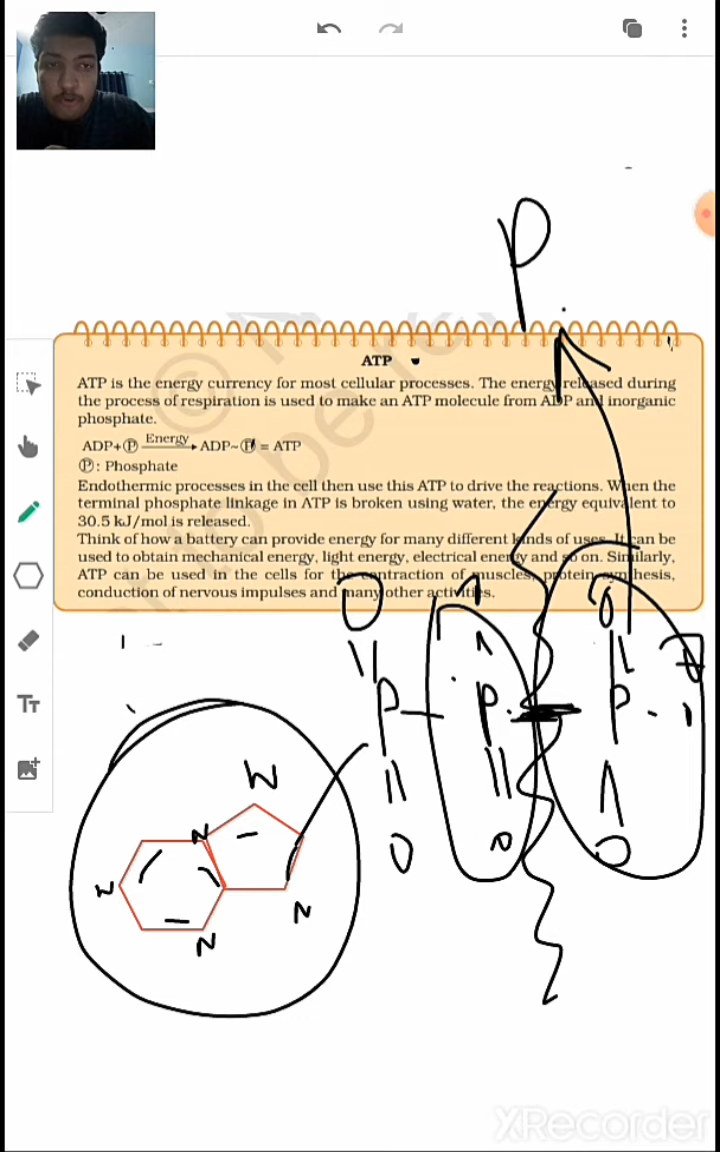 P
ATP
ATP is the energy currency for most cellular processes. The energy released during
the process of respiration is used to make an ATP molecule from ADP and inorganic
phosphate.
ADP+Ⓟ Energy→ ADP~Ⓟ = ATP
Ⓟ: Phosphate
Endothermic processes in the cell then use this ATP to drive the reactions. When the
terminal phosphate linkage in ATP is broken using water, the energy equivalent to
30.5 kJ/mol is released.
Think of how a battery can provide energy for many different kinds of uses. It can be
used to obtain mechanical energy, light energy, electrical energy and so on. Similarly,
ATP can be used in the cells for the contraction of muscles, protein synthesis,
conduction of nervous impulses and many other activities.
O O
P P P
O O O
N
N
N
N N
TT
XRecorder